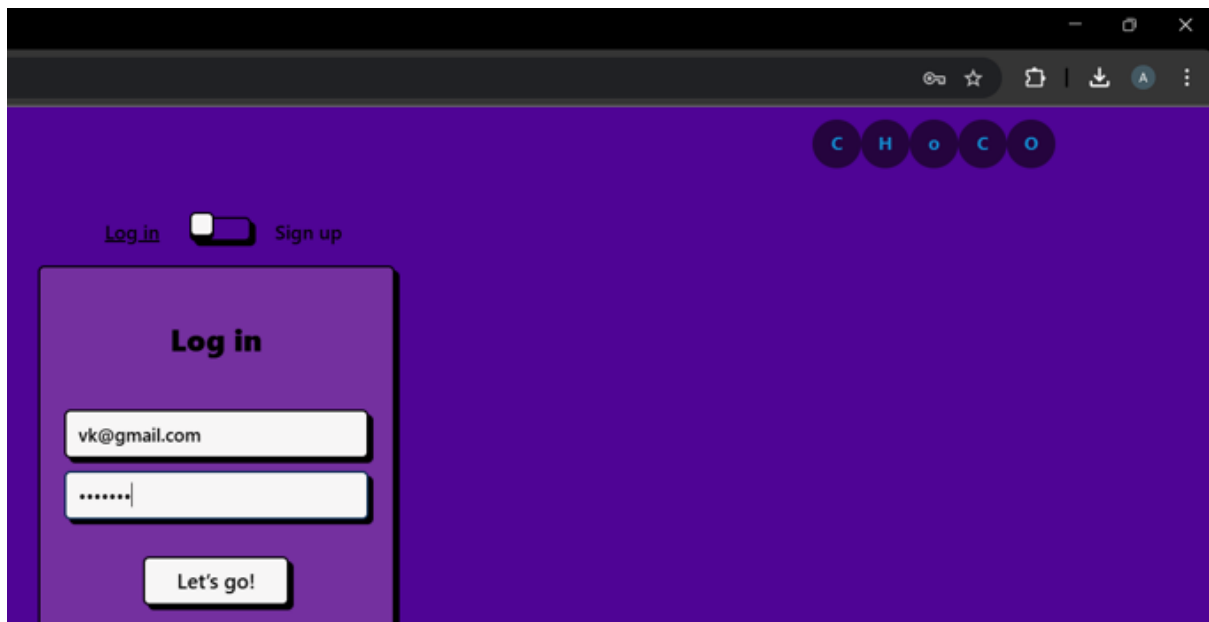 A
C H o C O
Log in Sign up
Log in
vk@gmail.com
•••••••
Let's go!